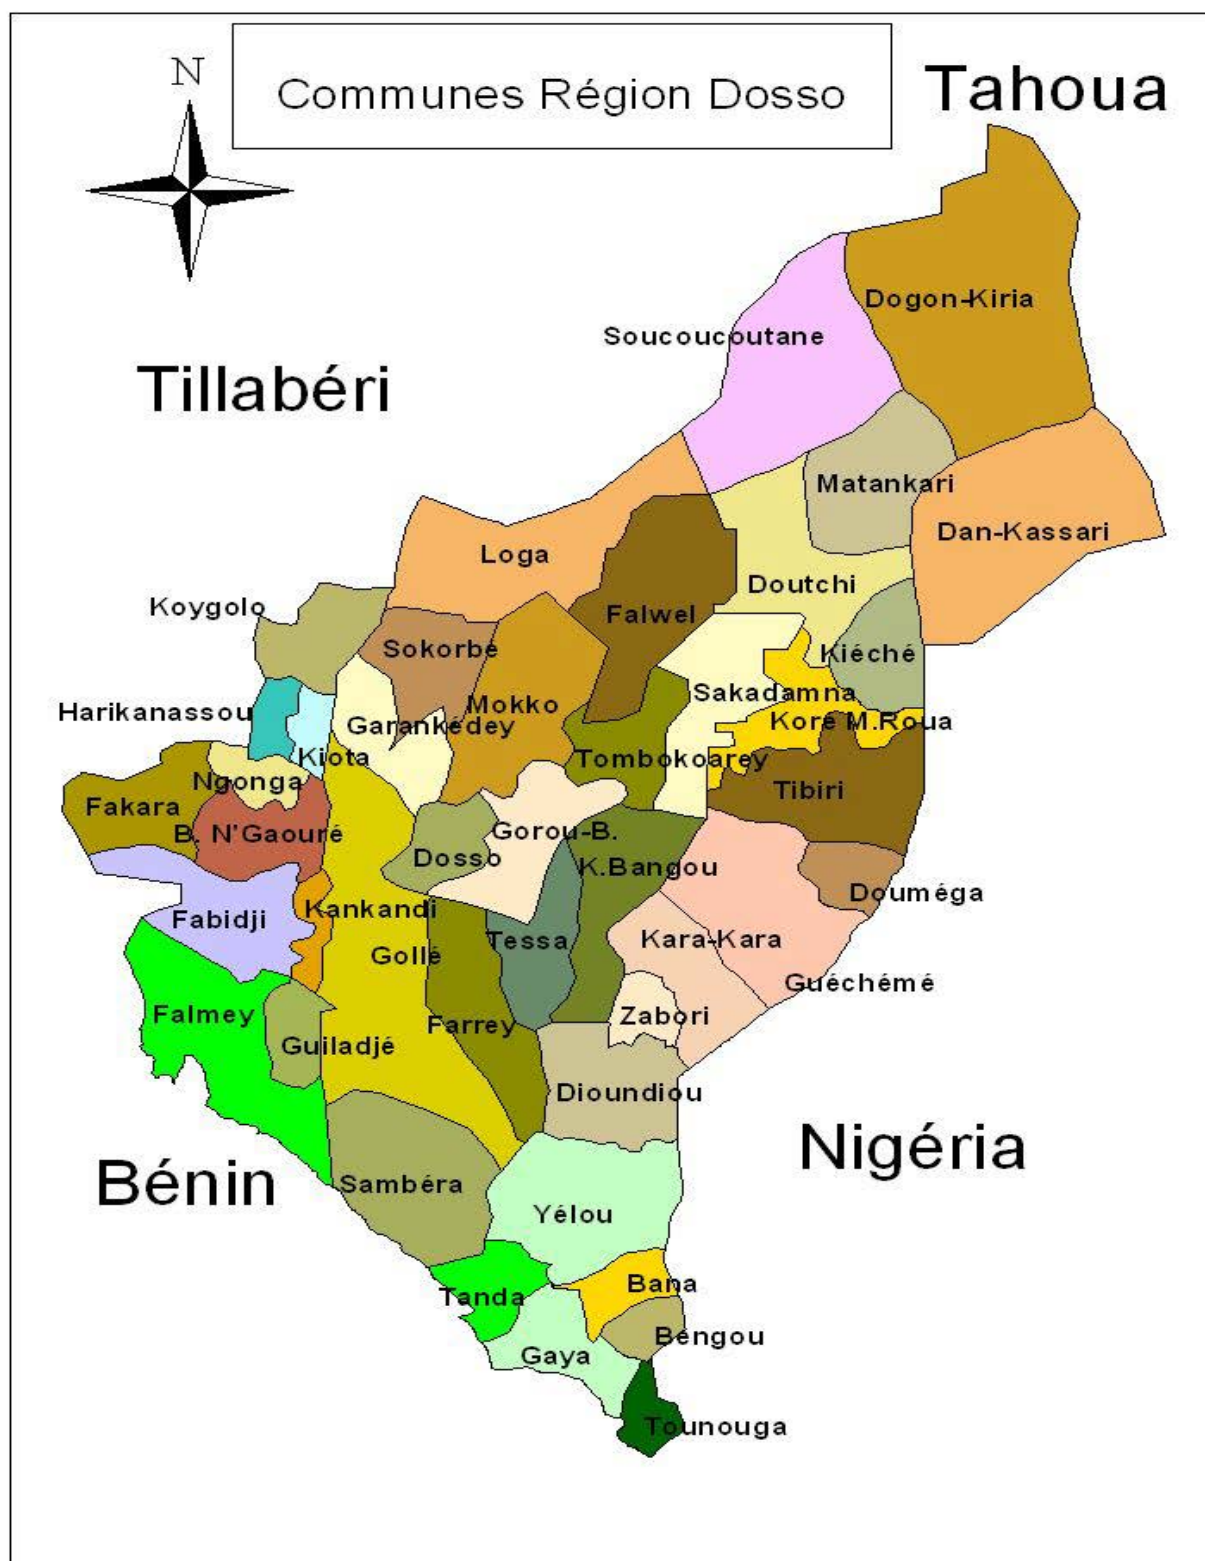 N
Communes Région Dosso
Tahoua
Dogon-Kiria
Soucoucoutane
Tillabéri
Matankari
Dan-Kassari
Loga
Doutchi
Koygolo
Falwel
Sokorbé
Kiéché
Sakadamna
Mokko
Harikanassou
Garankédey
Koré M.Roua
Kiota
Tombokoarey
Ngonga
Tibiri
Fakara
B. N'Gaouré
Gorou-B.
Dosso
K.Bangou
Douméga
Kankandi
Fabidji
Tessa
Kara-Kara
Gollé
Guéchémé
Falmey
Farrey
Zabori
Guiladjé
Dioundiou
Nigéria
Bénin
Sambéra
Yélou
Bana
Tanda
Bengou
Gaya
Tounouga